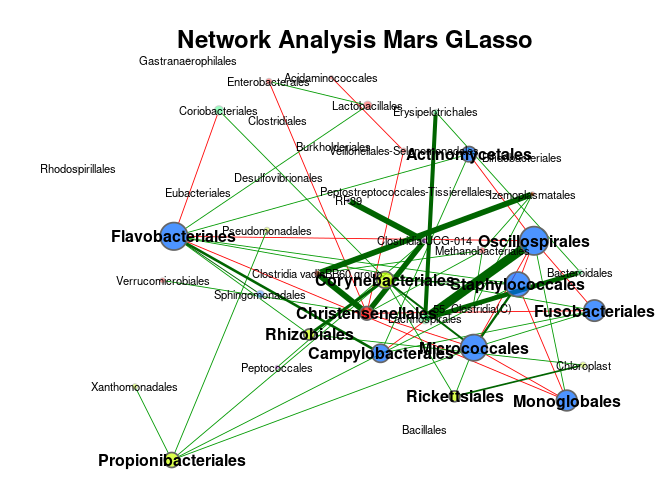 Network Analysis Mars GLasso
Gastranaerophilales
Acidaminococcales
Enterobacterales
Lactobacillales
Coriobacteriales
Erysipelotrichales
Clostridiales
Burkholderiales
Veillonellales-Selenomonadales
Actinomycetales
Bifidobacteriales
Rhodospirillales
Desulfovibrionales
Eubacteriales
Peptostreptococcales-Tissierellales
Izemoplasmatales
RF39
Pseudomonadales
Flavobacteriales
Clostridia UCG-014
Oscillospirales
Methanobacteriales
Clostridia vadinBB60 group
Bacteroidales
Verrucomicrobiales
Corynebacteriales
Staphylococcales
Sphingomonadales
Christensenellales
Clostridia(C)
Fusobacteriales
Lachnospirales
Rhizobiales
Campylobacterales
Micrococcales
Peptococcales
Chloroplast
Xanthomonadales
Rickettsiales
Monoglobales
Bacillales
Propionibacteriales